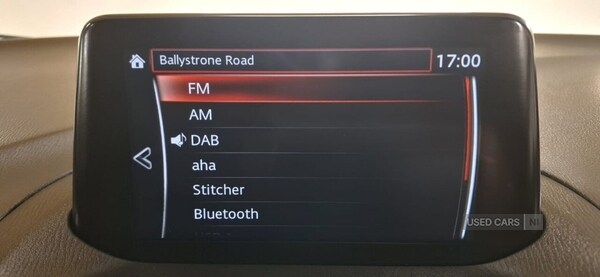 Ballystrone Road
17:00
FM
AM
DAB
aha
Stitcher
Bluetooth
USED CARS NI